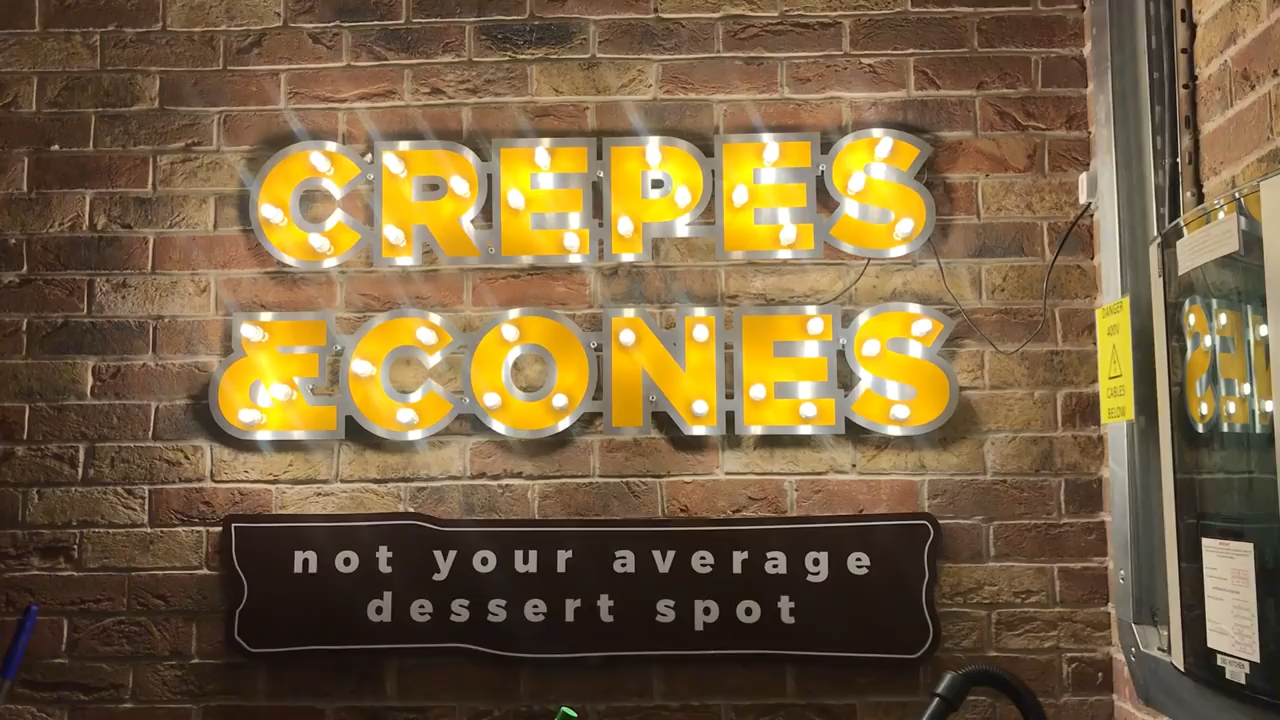 CREPES
&CONES
not your average
dessert spot
DANGER
400V
CABLES
BELOW